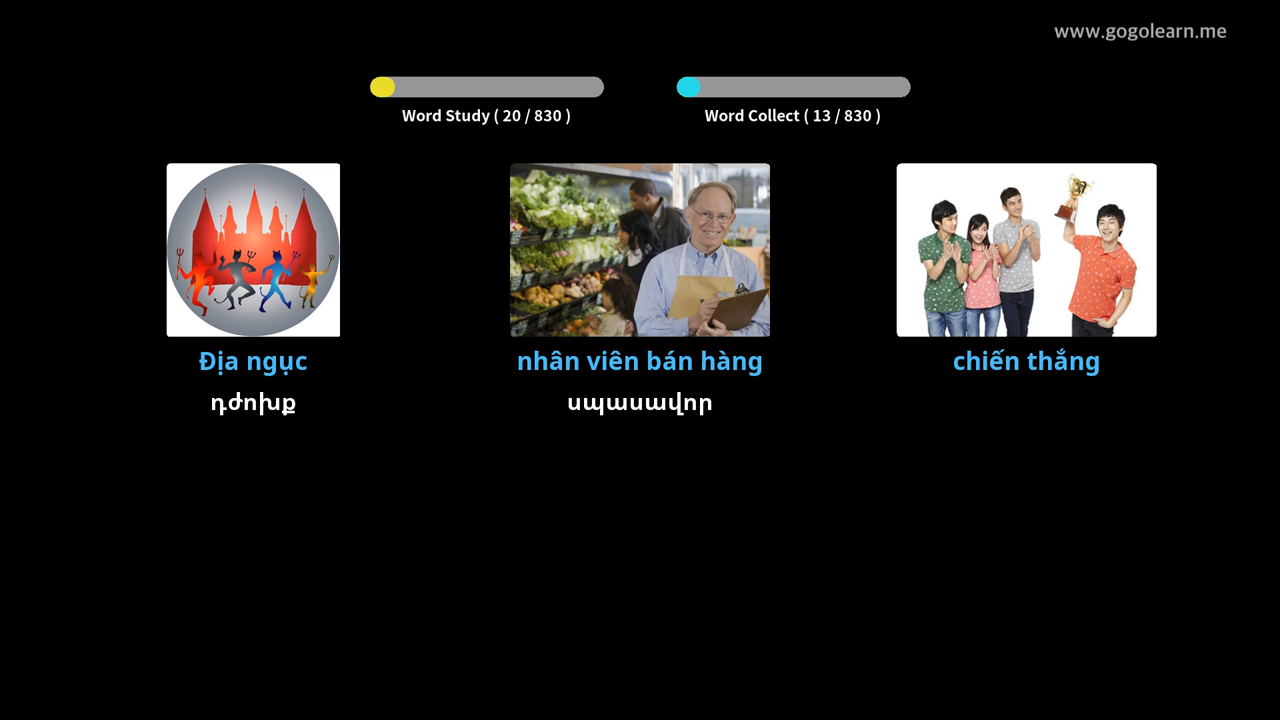 www.gogolearn.me
Word Study ( 20 / 830 )
Word Collect ( 13 / 830 )
Địa ngục
nhân viên bán hàng
chiến thắng
դժոխք
սպասավոր